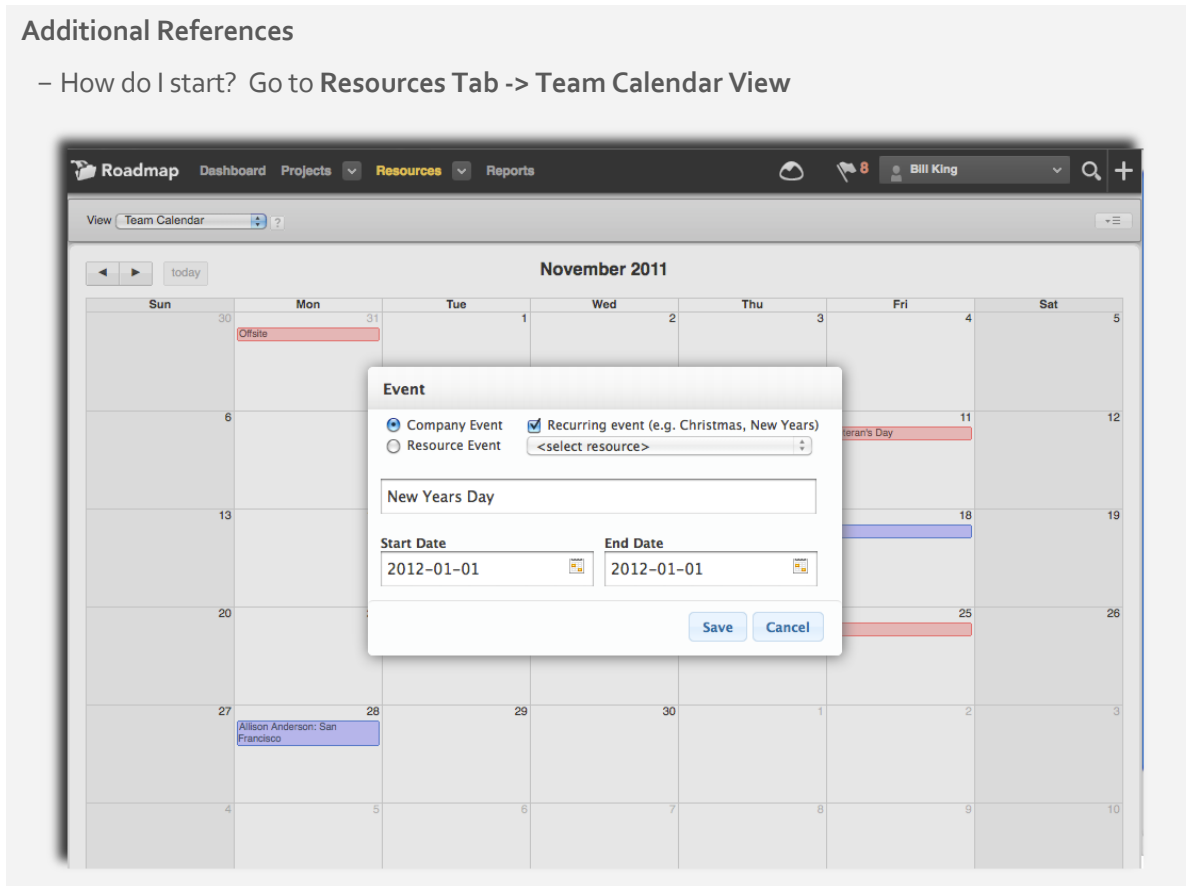 Additional References
– How do I start?  Go to Resources Tab -> Team Calendar View
Roadmap Dashboard Projects Resources Reports 8 Bill King
View Team Calendar ?
today November 2011
Sun Mon Tue Wed Thu Fri Sat
30 31 1 2 3 4 5
Offsite
Event
Company Event Recurring event (e.g. Christmas, New Years)
Resource Event <select resource>
6 11 12
teran's Day
New Years Day
13 18 19
Start Date End Date
2012-01-01 2012-01-01
20 25 26
Save Cancel
27 28 29 30 1 2 3
Allison Anderson: San
Francisco
4 5 6 7 8 9 10